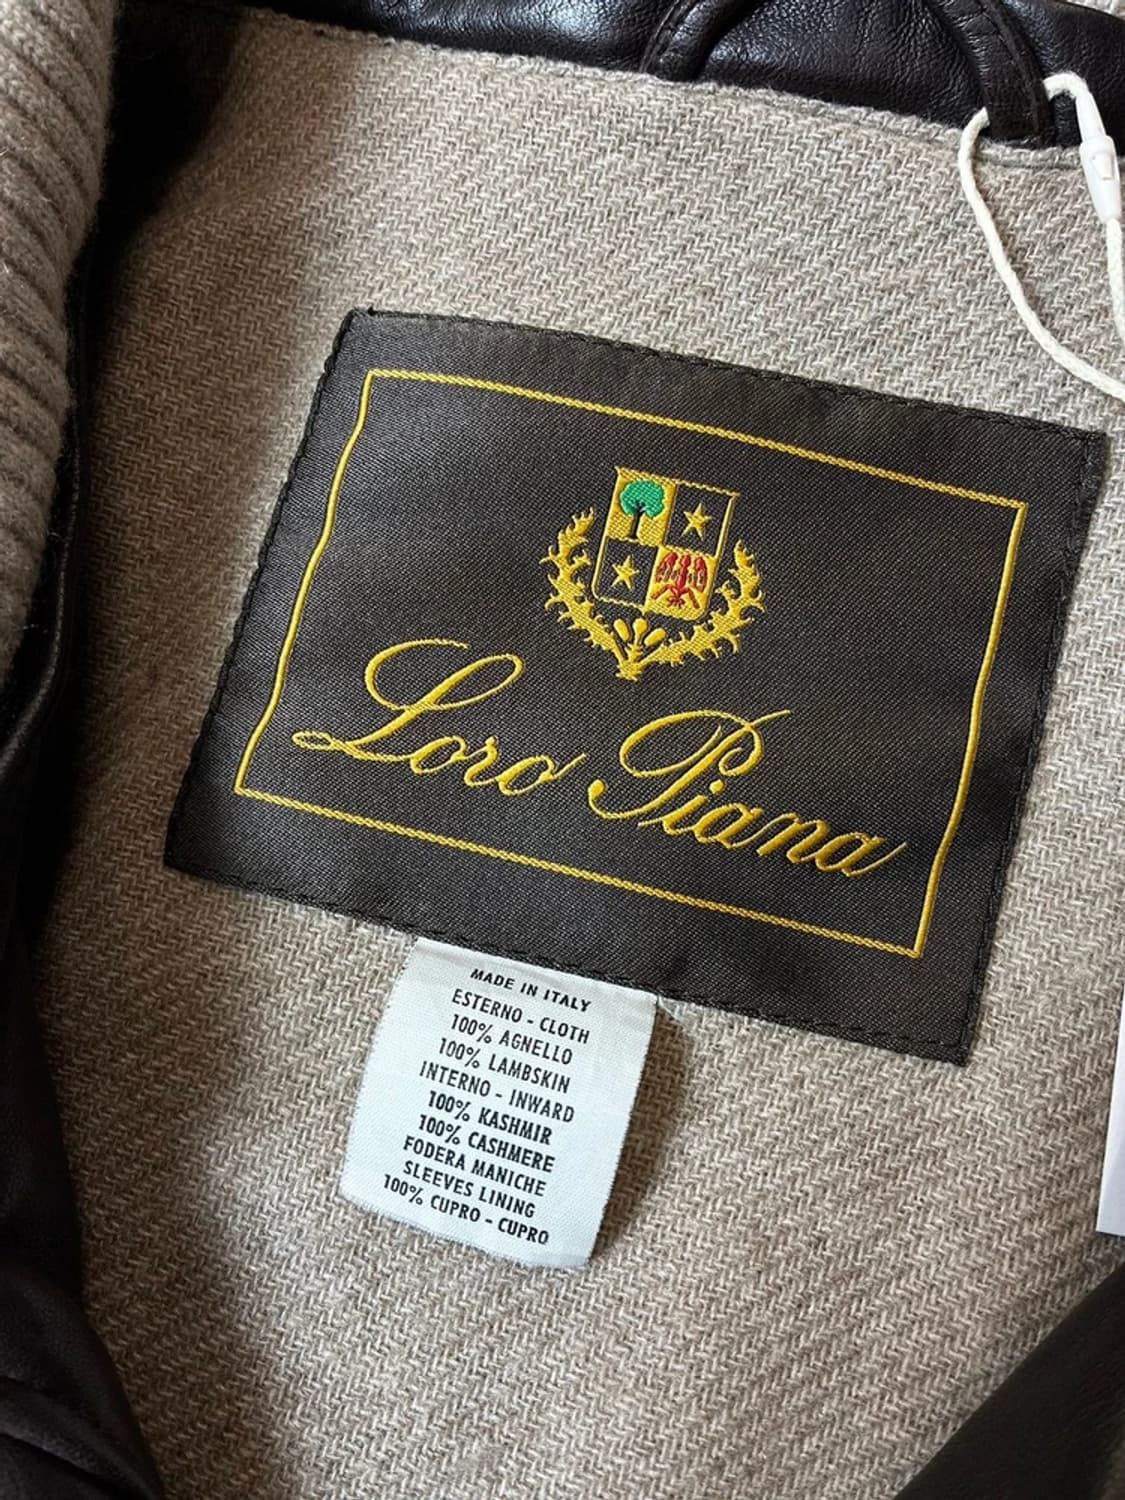 Loro Piana
MADE IN ITALY
ESTERNO - CLOTH
100% AGNELLO
100% LAMBSKIN
INTERNO - INWARD
100% KASHMIR
100% CASHMERE
FODERA MANICHE
SLEEVES LINING
100% CUPRO - CUPRO